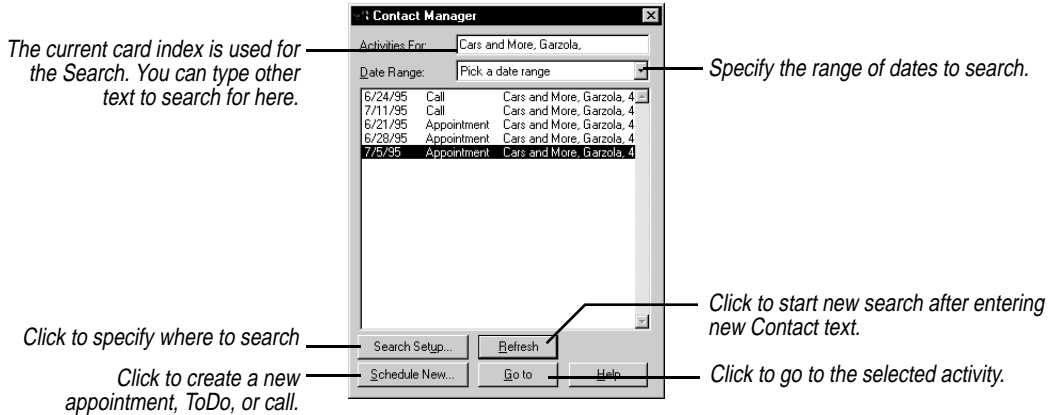 Contact Manager
The current card index is used for
the Search. You can type other
text to search for here.
Activities For: Cars and More, Garzola,
Date Range: Pick a date range
Specify the range of dates to search.
6/24/95 Call Cars and More, Garzola, 4
7/11/95 Call Cars and More, Garzola, 4
6/21/95 Appointment Cars and More, Garzola, 4
6/28/95 Appointment Cars and More, Garzola, 4
7/5/95 Appointment Cars and More, Garzola, 4
Click to start new search after entering
new Contact text.
Click to specify where to search
Search Setup... Refresh
Schedule New... Go to Help
Click to go to the selected activity.
Click to create a new
appointment, ToDo, or call.